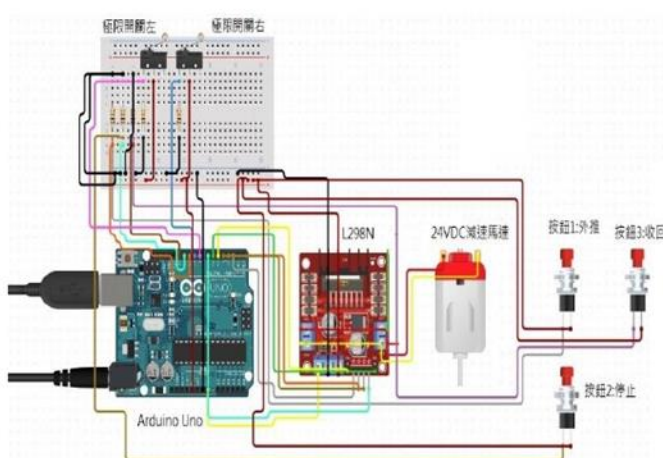 極限開關左
極限開關右
L298N
24VDC減速馬達
按鈕1:外推
按鈕3:收回
按鈕2:停止
Arduino Uno